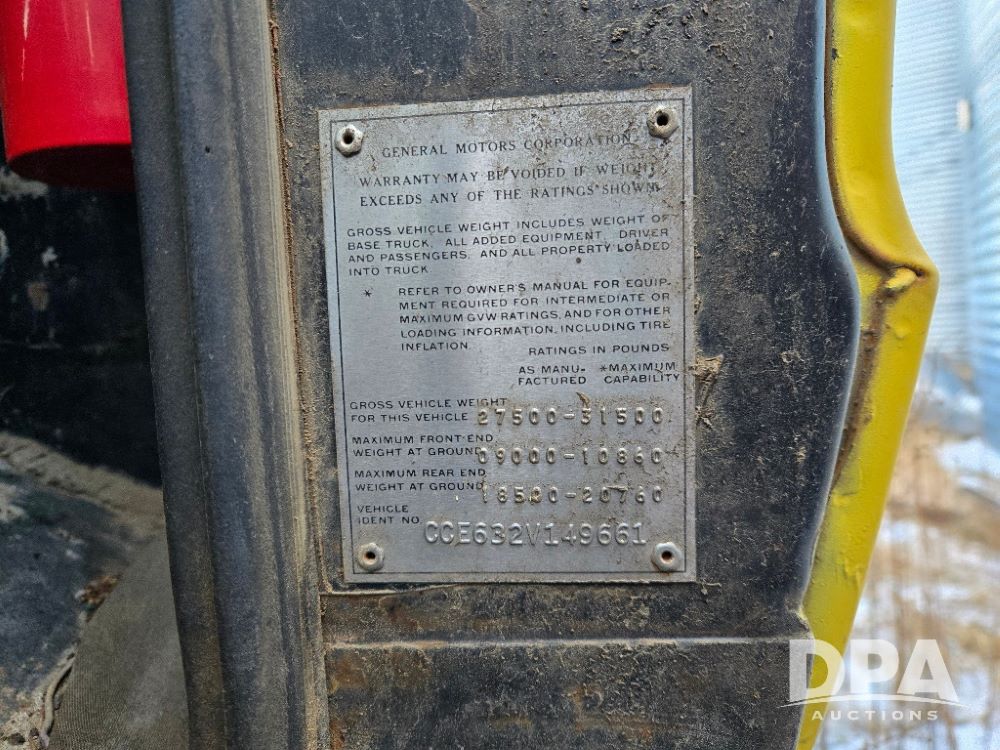 GENERAL MOTORS CORPORATION
WARRANTY MAY BE VOIDED IF WEIGHT
EXCEEDS ANY OF THE RATINGS SHOWN
GROSS VEHICLE WEIGHT INCLUDES WEIGHT OF
BASE TRUCK, ALL ADDED EQUIPMENT, DRIVER
AND PASSENGERS, AND ALL PROPERTY LOADED
INTO TRUCK
* REFER TO OWNER'S MANUAL FOR EQUIP-
MENT REQUIRED FOR INTERMEDIATE OR
MAXIMUM GVW RATINGS, AND FOR OTHER
LOADING INFORMATION, INCLUDING TIRE
INFLATION.
RATINGS IN POUNDS
AS MANU- *MAXIMUM
FACTURED CAPABILITY
GROSS VEHICLE WEIGHT
FOR THIS VEHICLE 27500-31500
MAXIMUM FRONT END
WEIGHT AT GROUND 09000-10860
MAXIMUM REAR END
WEIGHT AT GROUND 18500-20760
VEHICLE
IDENT NO CCE632V149661
DPA
AUCTIONS